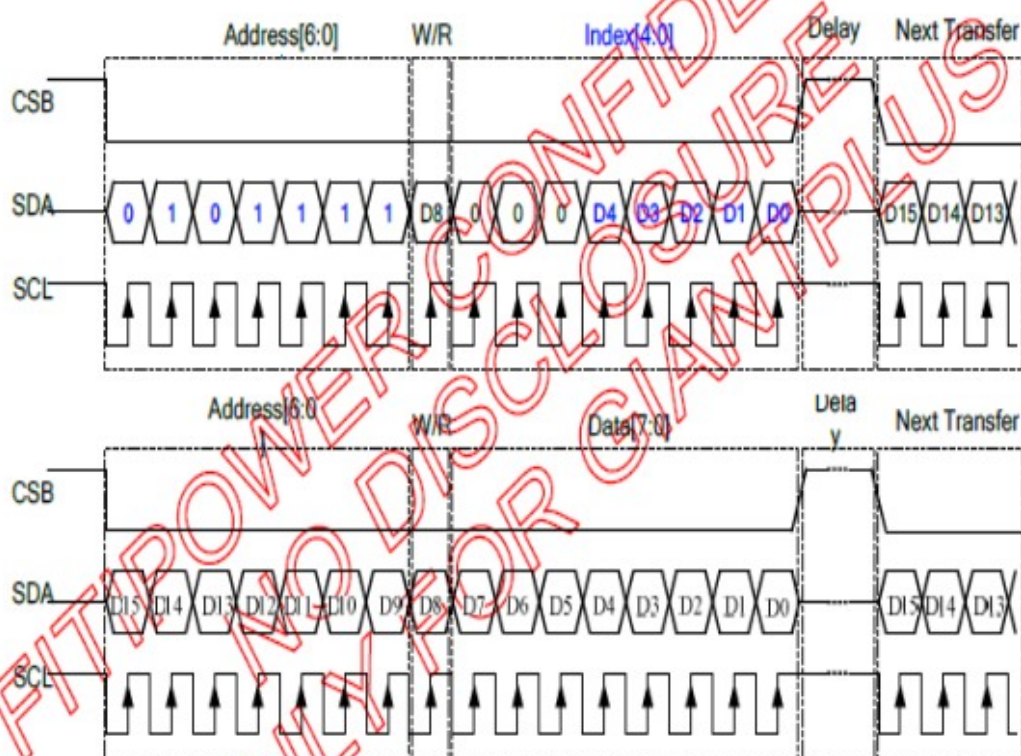 Address[6:0] W/R Index[4:0] Delay Next Transfer
CSB
SDA 0 1 0 1 1 1 1 D8 0 0 0 D4 D3 D2 D1 D0 D15 D14 D13
SCL
Address[6:0
] W/R Data[7:0] Dela
y Next Transfer
CSB
SDA D15 D14 D13 D12 D11 D10 D9 D8 D7 D6 D5 D4 D3 D2 D1 D0 D15 D14 D13
SCL
FITIPOWER CONFIDE
NO DISCLOSURE
LY FOR GIANTPLUS